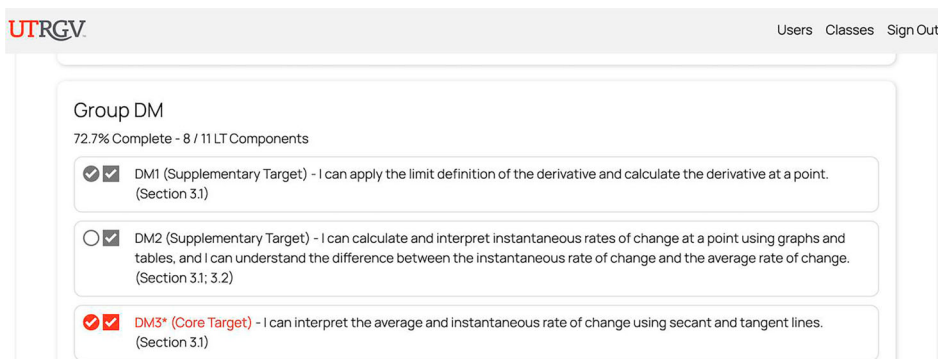 UTRGV
Users Classes Sign Out
Group DM
72.7% Complete - 8 / 11 LT Components
DM1 (Supplementary Target) - I can apply the limit definition of the derivative and calculate the derivative at a point.
(Section 3.1)
DM2 (Supplementary Target) - I can calculate and interpret instantaneous rates of change at a point using graphs and
tables, and I can understand the difference between the instantaneous rate of change and the average rate of change.
(Section 3.1; 3.2)
DM3* (Core Target) - I can interpret the average and instantaneous rate of change using secant and tangent lines.
(Section 3.1)